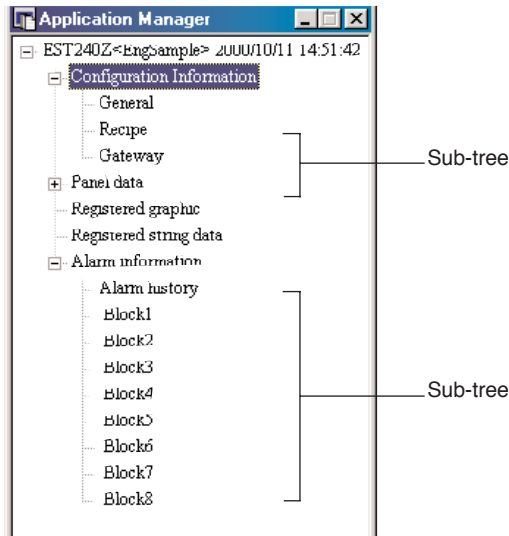 Application Manager
EST240Z<EngSample> 2000/10/11 14:51:42
Configuration Information
General
Recipe
Gateway
Sub-tree
Panel data
Registered graphic
Registered string data
Alarm information
Alarm history
Block1
Block2
Block3
Block4
Sub-tree
Block5
Block6
Block7
Block8